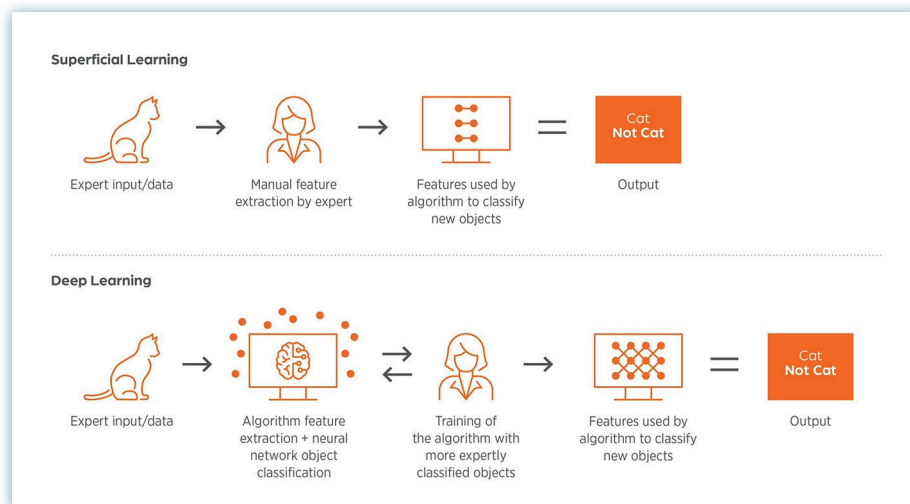 Superficial Learning
Cat
Not Cat
Expert input/data
Manual feature
extraction by expert
Features used by
algorithm to classify
new objects
Output
Deep Learning
Cat
Not Cat
Expert input/data
Algorithm feature
extraction + neural
network object
classification
Training of
the algorithm with
more expertly
classified objects
Features used by
algorithm to classify
new objects
Output